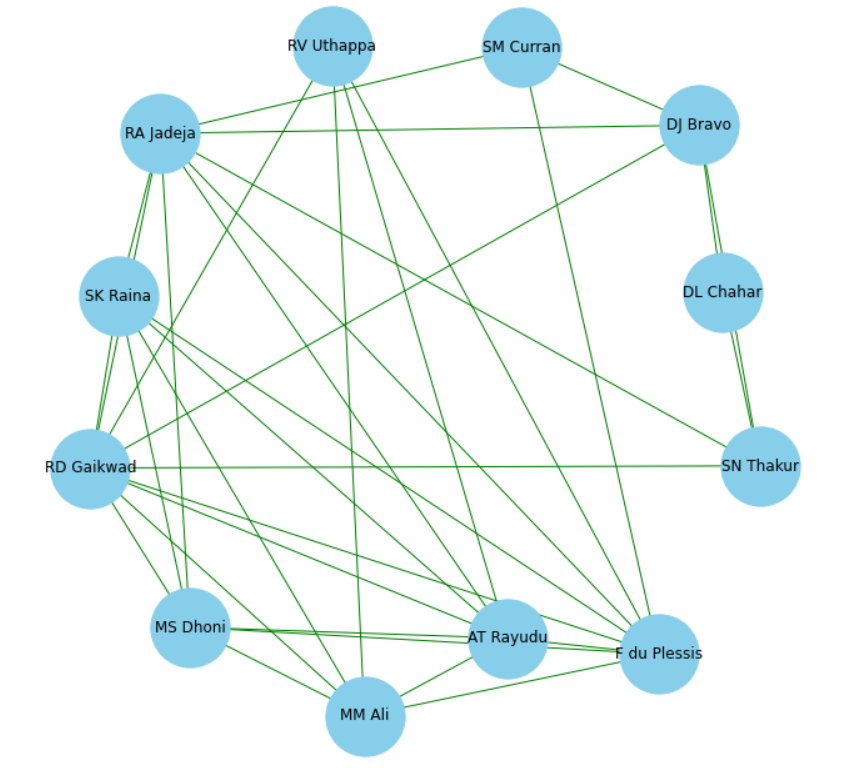 RV Uthappa
SM Curran
DJ Bravo
RA Jadeja
DL Chahar
SK Raina
SN Thakur
RD Gaikwad
MS Dhoni
AT Rayudu
F du Plessis
MM Ali